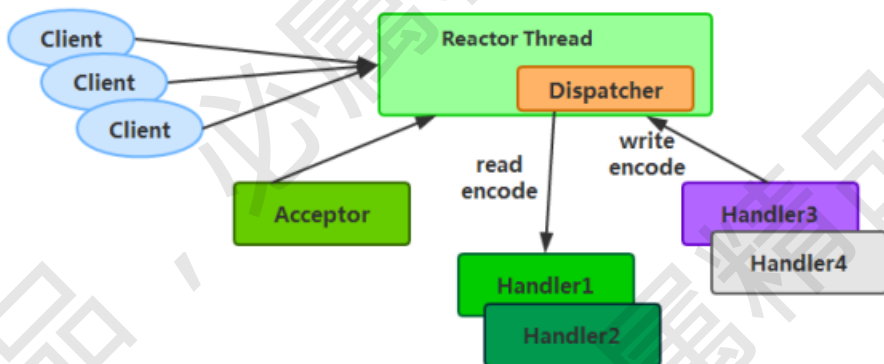 Client
Client
Client
Reactor Thread
Dispatcher
Acceptor
read
encode
write
encode
Handler1
Handler2
Handler3
Handler4